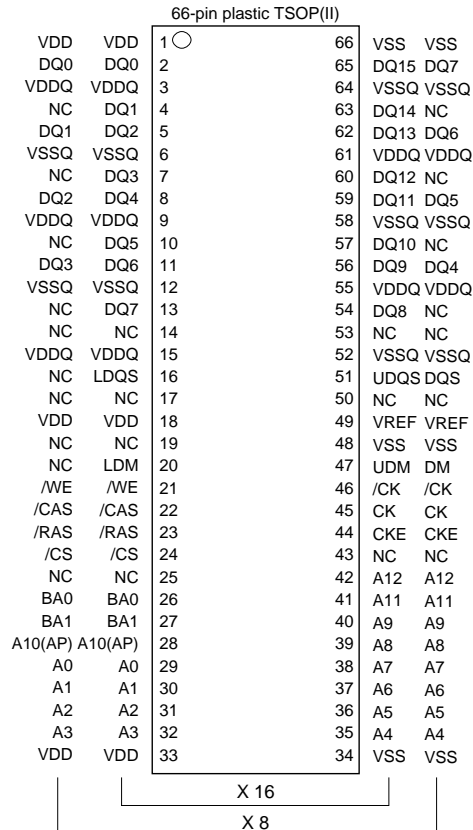 66-pin plastic TSOP(II)
VDD VDD 1 66 VSS VSS
DQ0 DQ0 2 65 DQ15 DQ7
VDDQ VDDQ 3 64 VSSQ VSSQ
NC DQ1 4 63 DQ14 NC
DQ1 DQ2 5 62 DQ13 DQ6
VSSQ VSSQ 6 61 VDDQ VDDQ
NC DQ3 7 60 DQ12 NC
DQ2 DQ4 8 59 DQ11 DQ5
VDDQ VDDQ 9 58 VSSQ VSSQ
NC DQ5 10 57 DQ10 NC
DQ3 DQ6 11 56 DQ9 DQ4
VSSQ VSSQ 12 55 VDDQ VDDQ
NC DQ7 13 54 DQ8 NC
NC NC 14 53 NC NC
VDDQ VDDQ 15 52 VSSQ VSSQ
NC LDQS 16 51 UDQS DQS
NC NC 17 50 NC NC
VDD VDD 18 49 VREF VREF
NC NC 19 48 VSS VSS
NC LDM 20 47 UDM DM
/WE /WE 21 46 /CK /CK
/CAS /CAS 22 45 CK CK
/RAS /RAS 23 44 CKE CKE
/CS /CS 24 43 NC NC
NC NC 25 42 A12 A12
BA0 BA0 26 41 A11 A11
BA1 BA1 27 40 A9 A9
A10(AP) A10(AP) 28 39 A8 A8
A0 A0 29 38 A7 A7
A1 A1 30 37 A6 A6
A2 A2 31 36 A5 A5
A3 A3 32 35 A4 A4
VDD VDD 33 34 VSS VSS
X 16
X 8